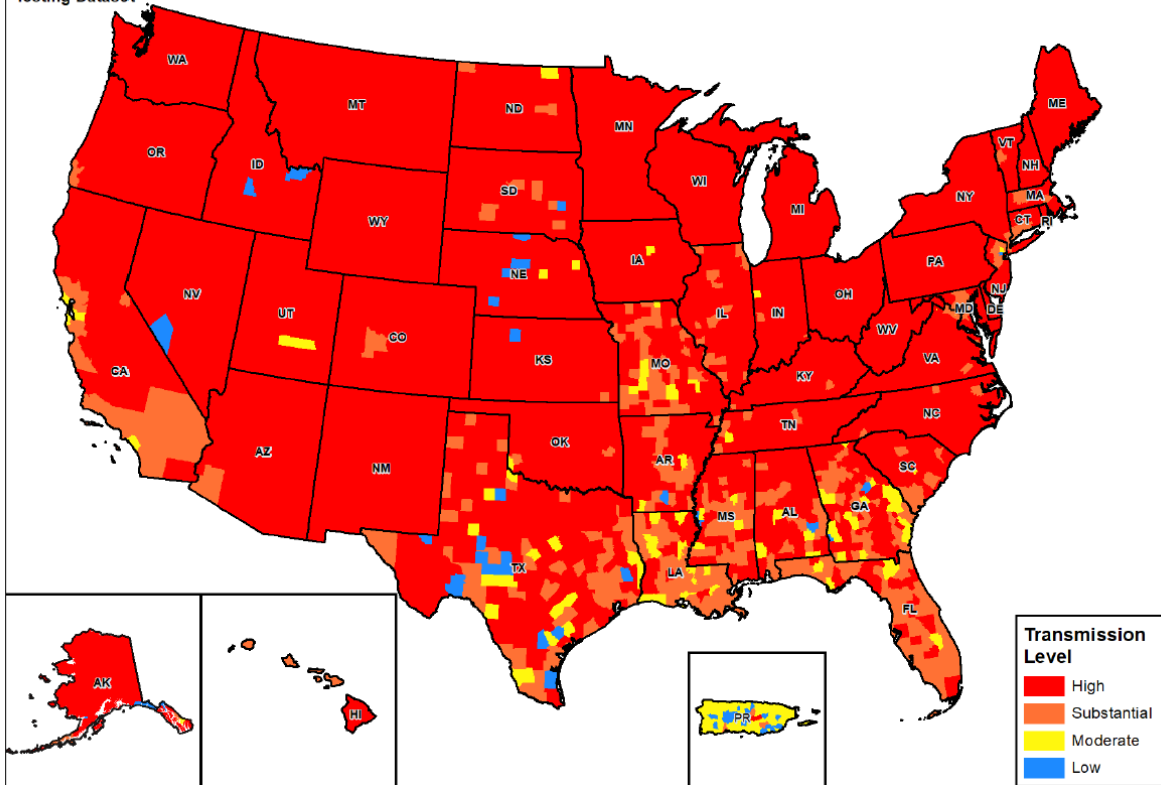 Testing Dataset
WA
MT
ND
MN
ME
OR
ID
SD
WI
VT
NH
WY
MI
NY
MA
CT
RI
IA
NE
PA
NV
UT
IL
IN
OH
NJ
CO
MD
DE
WV
CA
KS
MO
VA
KY
NC
TN
AZ
NM
OK
AR
SC
MS
AL
GA
TX
LA
FL
AK
HI
PR
Transmission
Level
High
Substantial
Moderate
Low